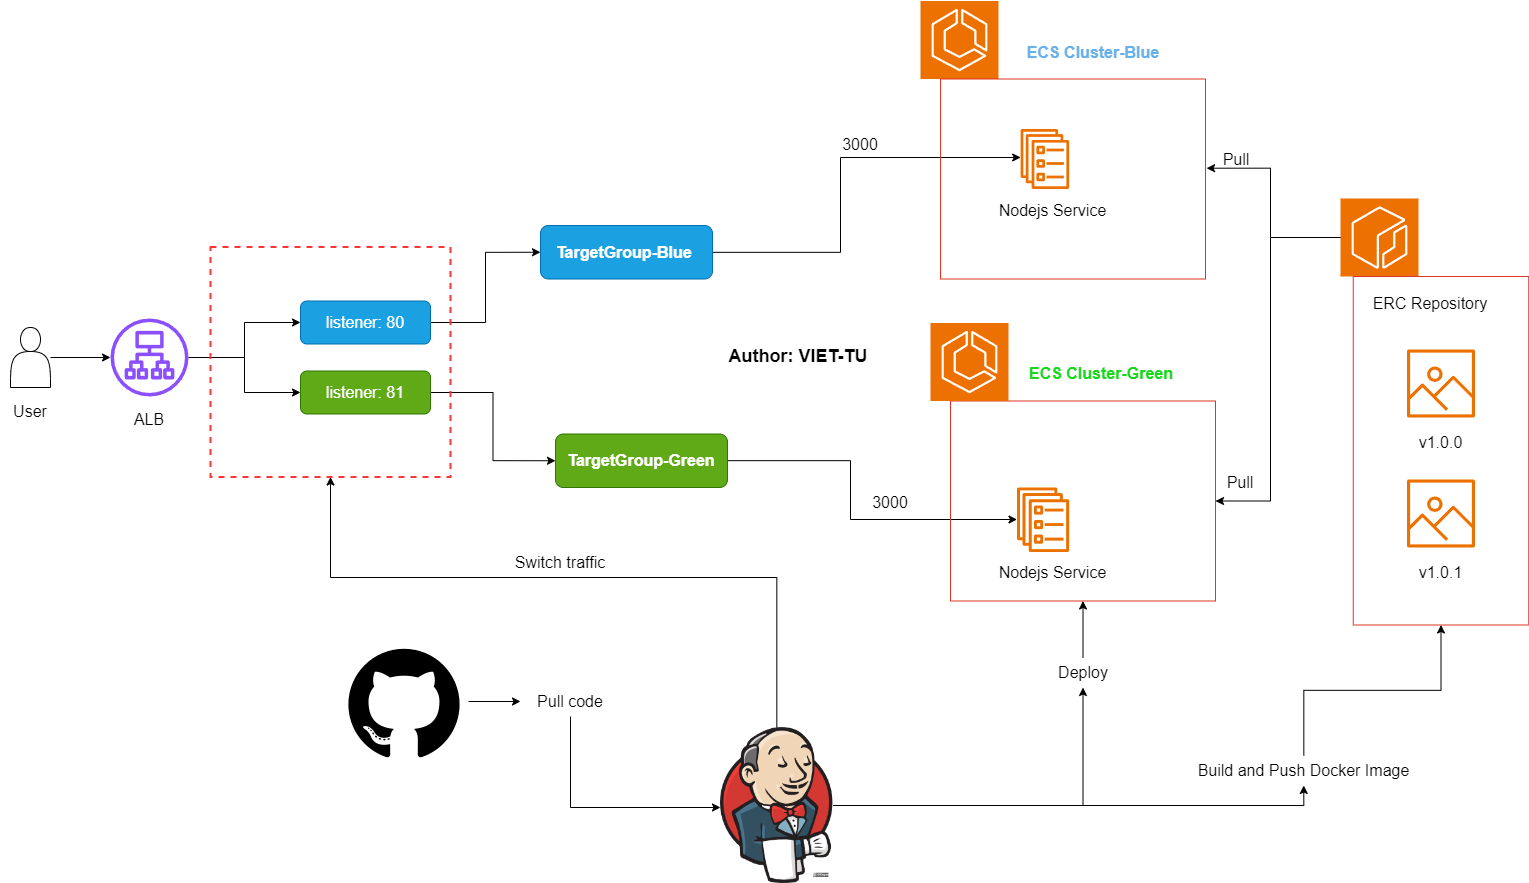 ECS Cluster-Blue
3000
Pull
Nodejs Service
TargetGroup-Blue
ERC Repository
listener: 80
Author: VIET-TU
ECS Cluster-Green
listener: 81
User
ALB
v1.0.0
TargetGroup-Green
Pull
3000
Switch traffic
Nodejs Service
v1.0.1
Deploy
Pull code
Build and Push Docker Image